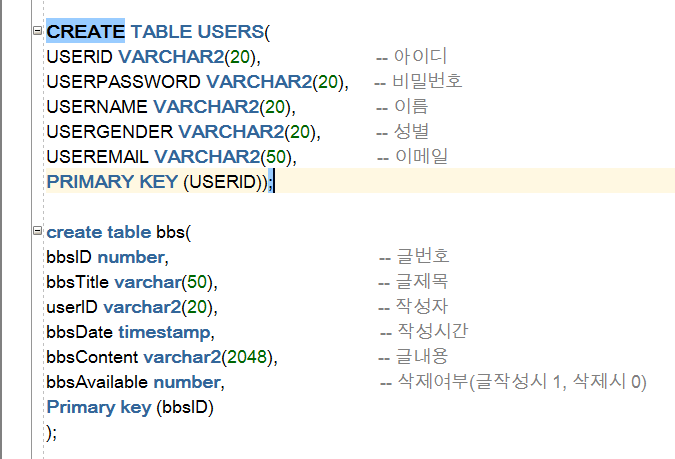 CREATE TABLE USERS(
USERID VARCHAR2(20), -- 아이디
USERPASSWORD VARCHAR2(20), -- 비밀번호
USERNAME VARCHAR2(20), -- 이름
USERGENDER VARCHAR2(20), -- 성별
USEREMAIL VARCHAR2(50), -- 이메일
PRIMARY KEY (USERID));
create table bbs(
bbsID number, -- 글번호
bbsTitle varchar(50), -- 글제목
userID varchar2(20), -- 작성자
bbsDate timestamp, -- 작성시간
bbsContent varchar2(2048), -- 글내용
bbsAvailable number, -- 삭제여부(글작성시 1, 삭제시 0)
Primary key (bbsID)
);